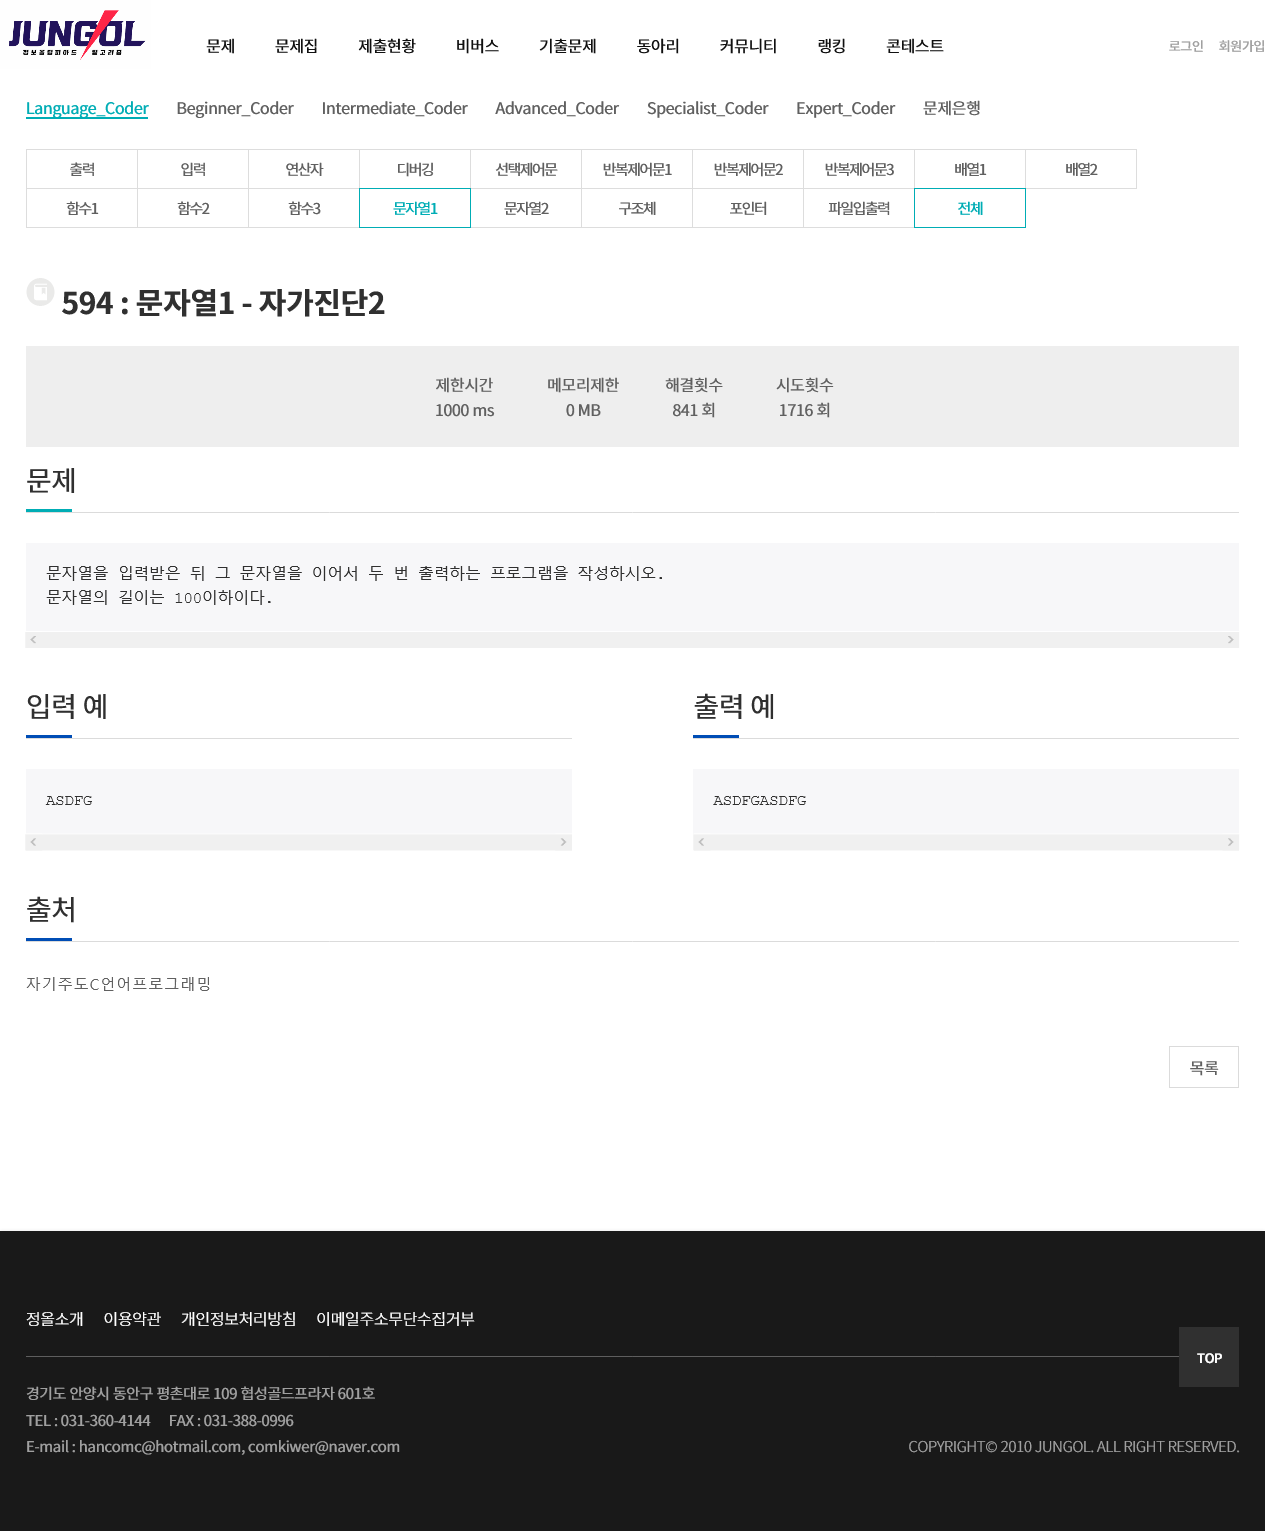 JUNGOL
정보올림피아드 알고리즘
문제 문제집 제출현황 비버스 기출문제 동아리 커뮤니티 랭킹 콘테스트 로그인 회원가입
Language_Coder Beginner_Coder Intermediate_Coder Advanced_Coder Specialist_Coder Expert_Coder 문제은행
출력 입력 연산자 디버깅 선택제어문 반복제어문1 반복제어문2 반복제어문3 배열1 배열2
함수1 함수2 함수3 문자열1 문자열2 구조체 포인터 파일입출력 전체
594 : 문자열1 - 자가진단2
제한시간 메모리제한 해결횟수 시도횟수
1000 ms 0 MB 841 회 1716 회
문제
문자열을 입력받은 뒤 그 문자열을 이어서 두 번 출력하는 프로그램을 작성하시오.
문자열의 길이는 100이하이다.
입력 예 출력 예
ASDFG ASDFGASDFG
출처
자기주도C언어프로그래밍
목록
정올소개 이용약관 개인정보처리방침 이메일주소무단수집거부
TOP
경기도 안양시 동안구 평촌대로 109 협성골드프라자 601호
TEL : 031-360-4144 FAX : 031-388-0996
E-mail : hancomc@hotmail.com, comkiwer@naver.com COPYRIGHT© 2010 JUNGOL. ALL RIGHT RESERVED.